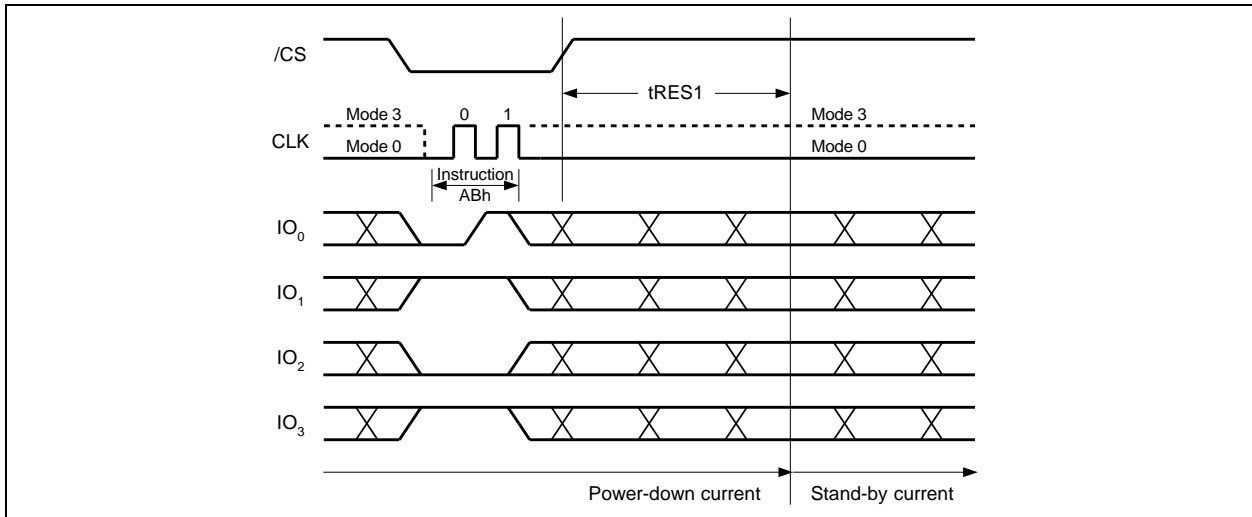 /CS
tRES1
Mode 3 0 1 Mode 3
CLK
Mode 0 Mode 0
Instruction
ABh
IO0
IO1
IO2
IO3
Power-down current Stand-by current